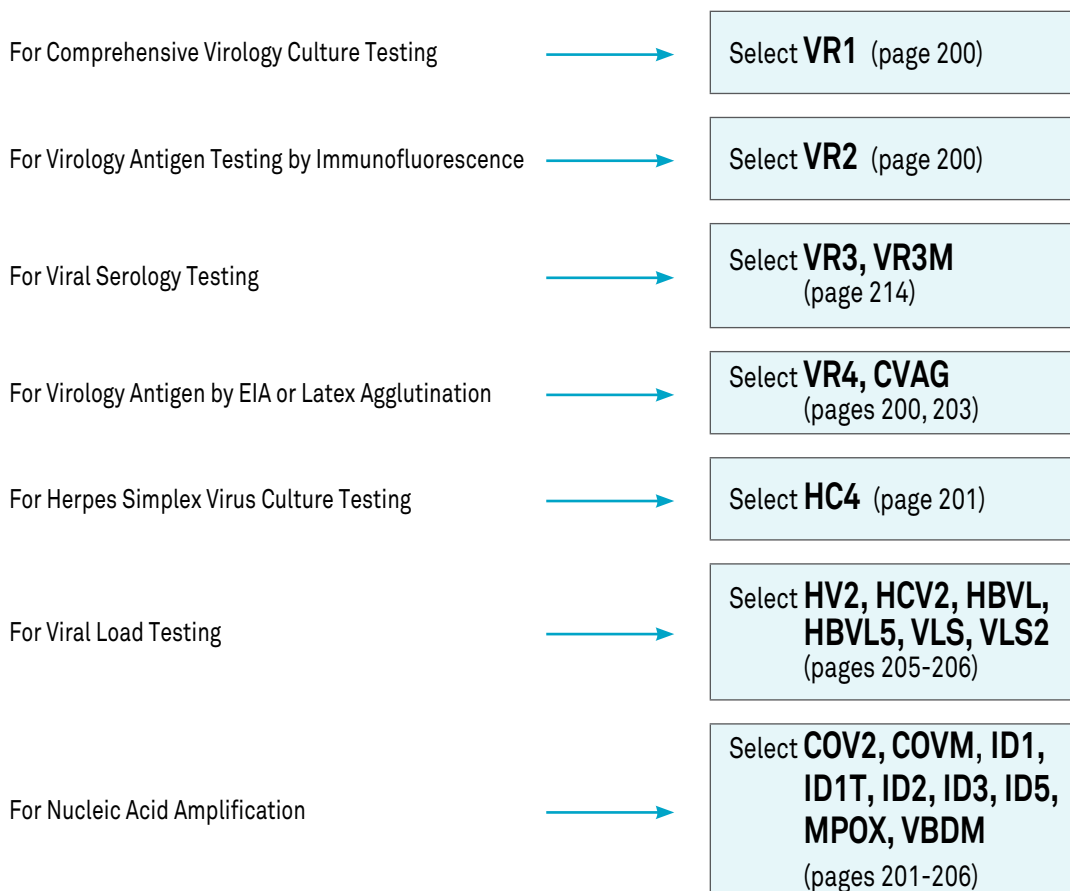 For Comprehensive Virology Culture Testing
Select VR1 (page 200)
For Virology Antigen Testing by Immunofluorescence
Select VR2 (page 200)
For Viral Serology Testing
Select VR3, VR3M
(page 214)
For Virology Antigen by EIA or Latex Agglutination
Select VR4, CVAG
(pages 200, 203)
For Herpes Simplex Virus Culture Testing
Select HC4 (page 201)
For Viral Load Testing
Select HV2, HCV2, HBVL,
HBVL5, VLS, VLS2
(pages 205-206)
For Nucleic Acid Amplification
Select COV2, COVM, ID1,
ID1T, ID2, ID3, ID5,
MPOX, VBDM
(pages 201-206)